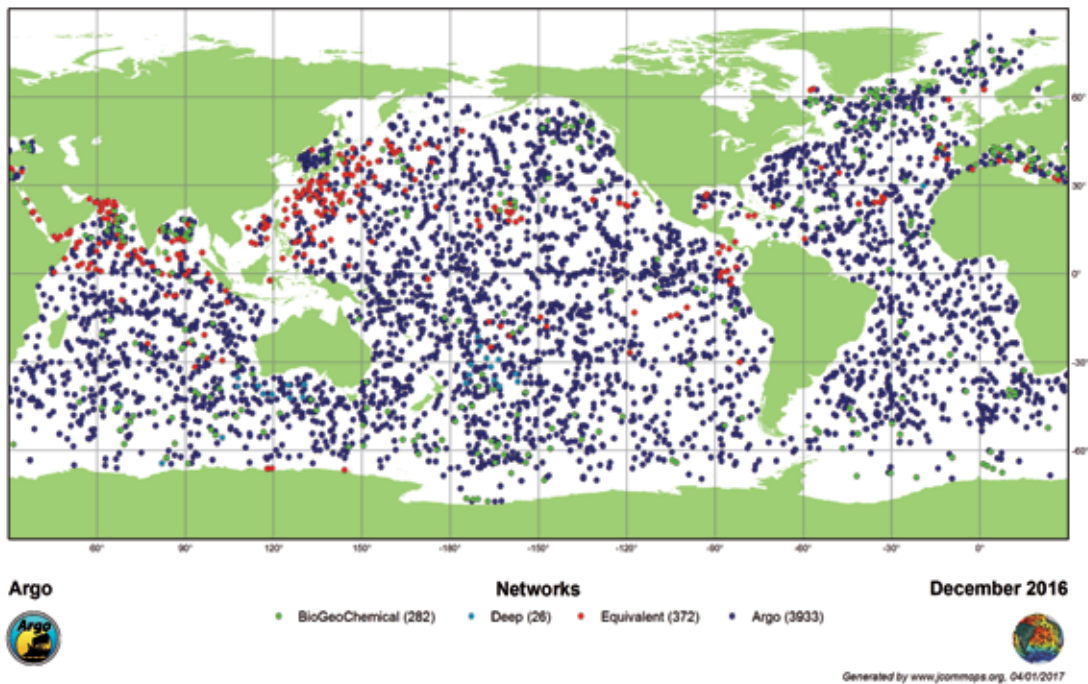 60°
30°
0°
-30°
-60°
60°
90°
120°
150°
180°
-150°
-120°
-90°
-60°
-30°
0°
Argo
Networks
December 2016
BioGeoChemical (282)
Deep (26)
Equivalent (372)
Argo (3933)
Argo
Generated by www.jcommops.org, 04/01/2017